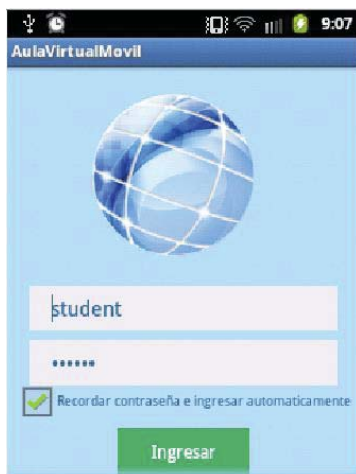 9:07
AulaVirtualMovil
student
••••••
Recordar contraseña e ingresar automaticamente
Ingresar